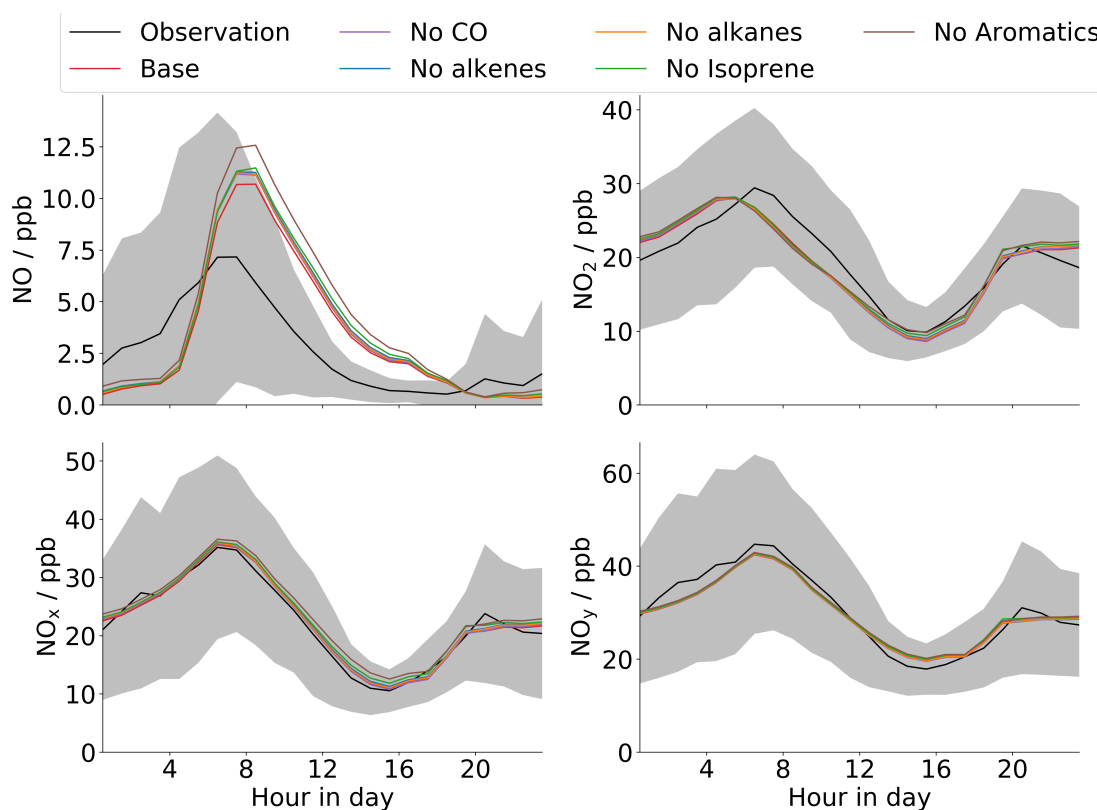 Observation No CO No alkanes No Aromatics
Base No alkenes No Isoprene
NO / ppb
12.5
10.0
7.5
5.0
2.5
0.0
NO2 / ppb
40
30
20
10
0
NOx / ppb
50
40
30
20
10
0
4 8 12 16 20
Hour in day
NOy / ppb
60
40
20
0
4 8 12 16 20
Hour in day